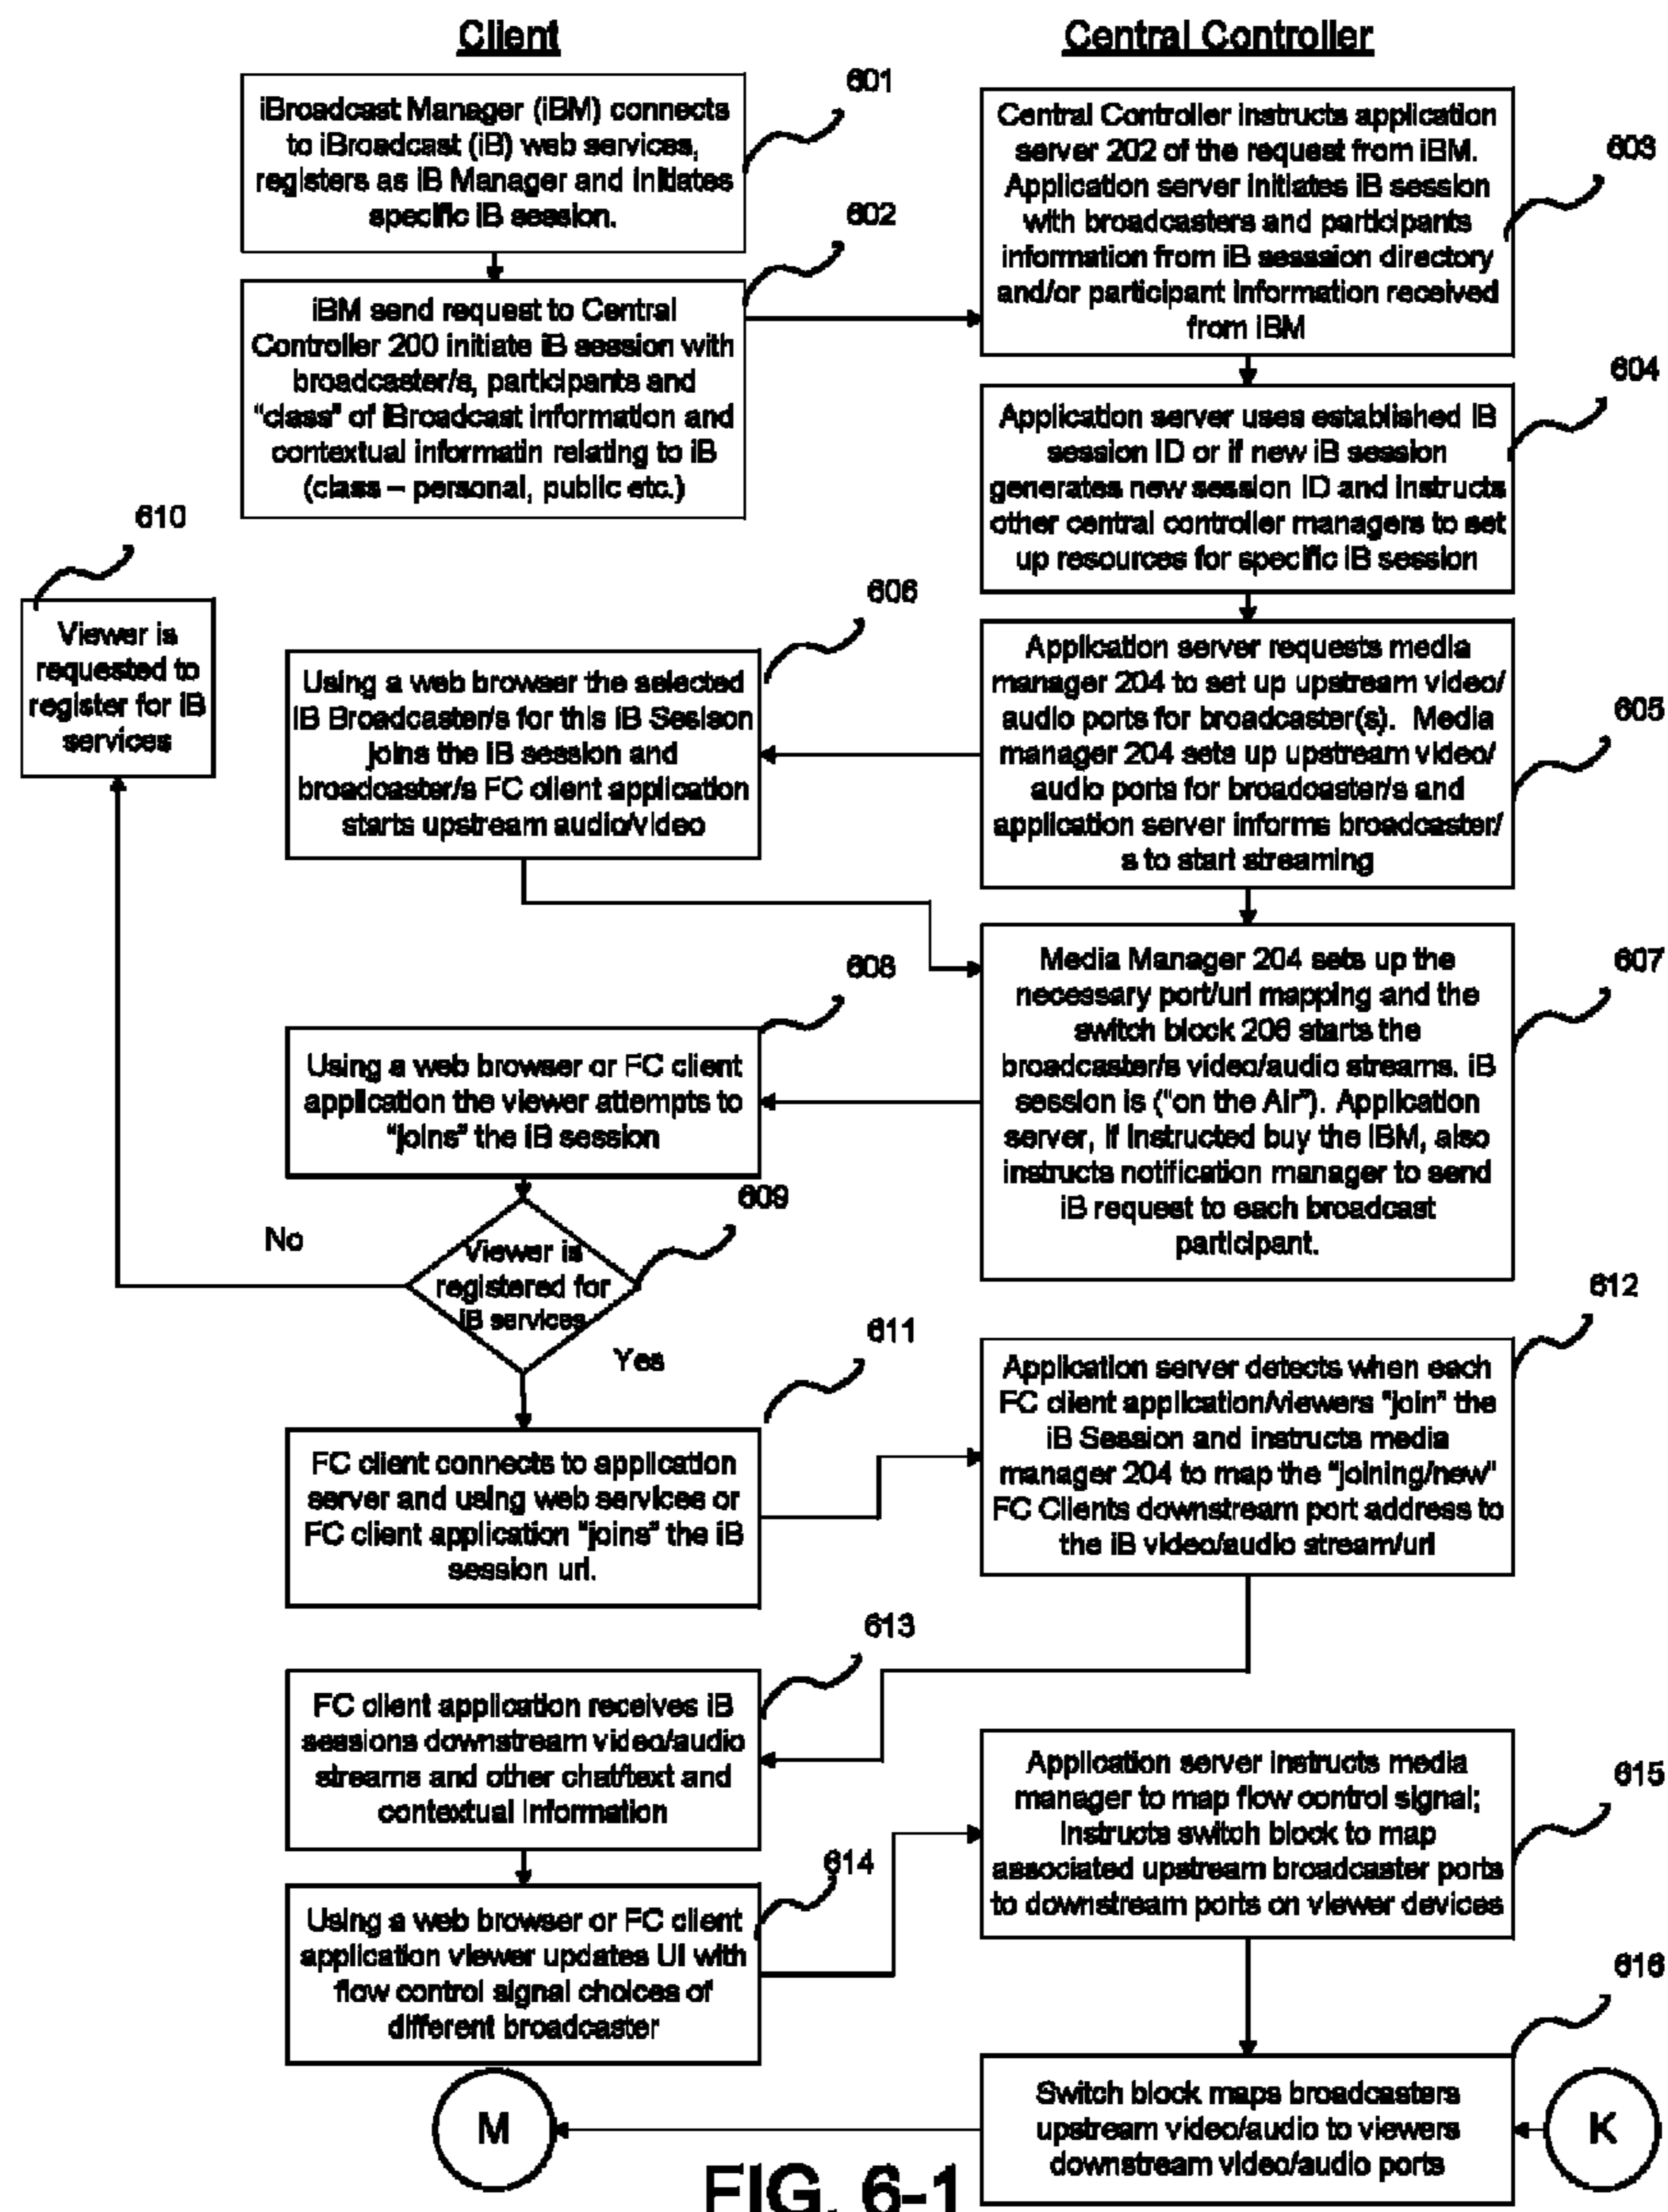 Client
Central Controller
601
iBroadcast Manager (iBM) connects
to iBroadcast (iB) web services,
registers as iB Manager and initiates
specific iB session.
602
iBM send request to Central
Controller 200 initiate iB session with
broadcaster/s, participants and
“class” of iBroadcast information and
contextual informatin relating to iB
(class – personal, public etc.)
603
Central Controller instructs application
server 202 of the request from iBM.
Application server initiates iB session
with broadcasters and participants
information from iB sesssion directory
and/or participant information received
from iBM
604
Application server uses established iB
session ID or if new iB session
generates new session ID and instructs
other central controller managers to set
up resources for specific iB session
605
Application server requests media
manager 204 to set up upstream video/
audio ports for broadcaster(s). Media
manager 204 sets up upstream video/
audio ports for broadcaster/s and
application server informs broadcaster/
s to start streaming
606
Using a web browser the selected
iB Broadcaster/s for this iB Sesison
joins the iB session and
broadcaster/s FC client application
starts upstream audio/video
607
Media Manager 204 sets up the
necessary port/url mapping and the
switch block 206 starts the
broadcaster/s video/audio streams. iB
session is (“on the Air”). Application
server, if instructed buy the iBM, also
instructs notification manager to send
iB request to each broadcast
participant.
608
Using a web browser or FC client
application the viewer attempts to
“joins” the iB session
609
Viewer is
registered for
iB services
No
Yes
610
Viewer is
requested to
register for iB
services
611
FC client connects to application
server and using web services or
FC client application “joins” the iB
session url.
612
Application server detects when each
FC client application/viewers “join” the
iB Session and instructs media
manager 204 to map the “joining/new”
FC Clients downstream port address to
the iB video/audio stream/url
613
FC client application receives iB
sessions downstream video/audio
streams and other chat/text and
contextual Information
614
Using a web browser or FC client
application viewer updates UI with
flow control signal choices of
different broadcaster
615
Application server instructs media
manager to map flow control signal;
Instructs switch block to map
associated upstream broadcaster ports
to downstream ports on viewer devices
616
Switch block maps broadcasters
upstream video/audio to viewers
downstream video/audio ports
M
K
FIG. 6-1